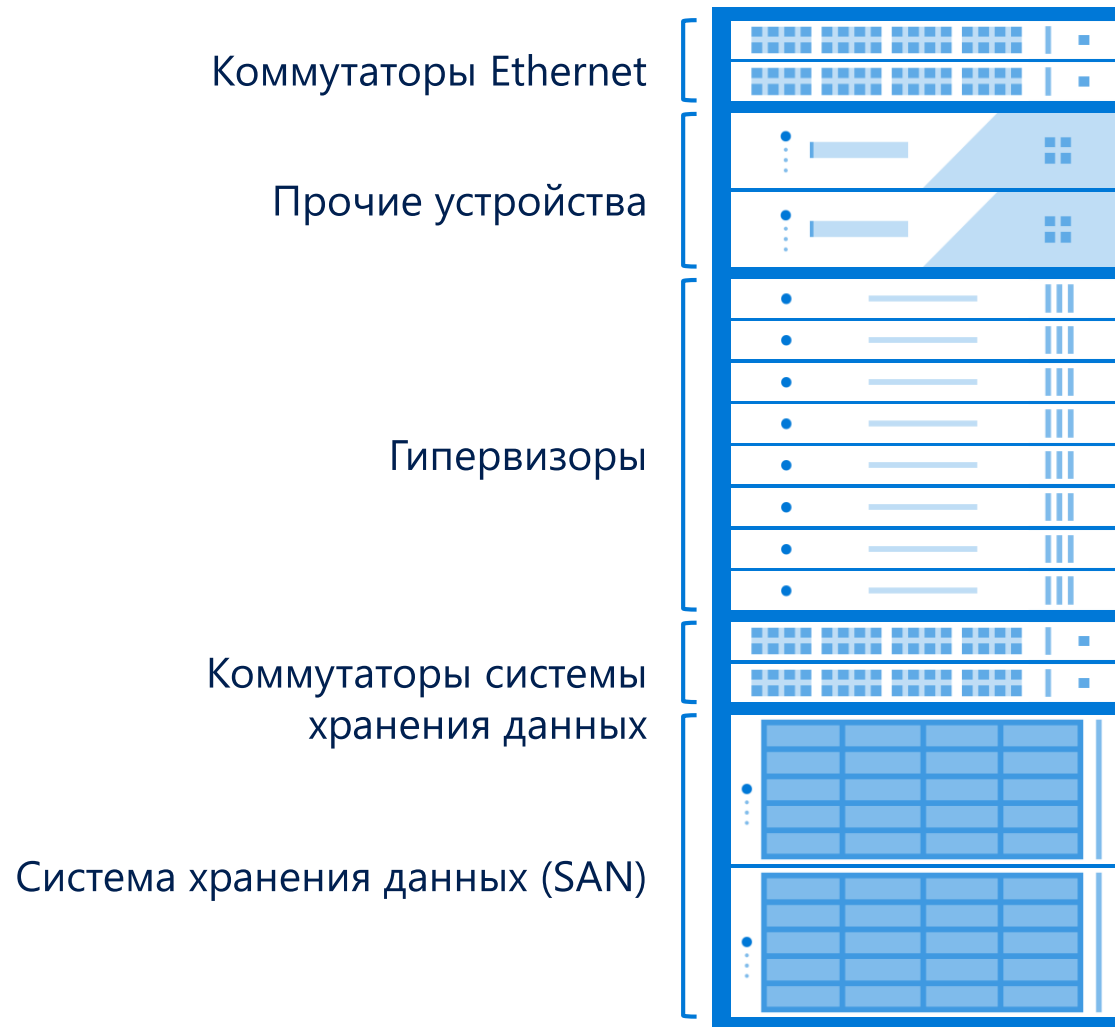 Коммутаторы Ethernet
Прочие устройства
Гипервизоры
Коммутаторы системы
хранения данных
Система хранения данных (SAN)